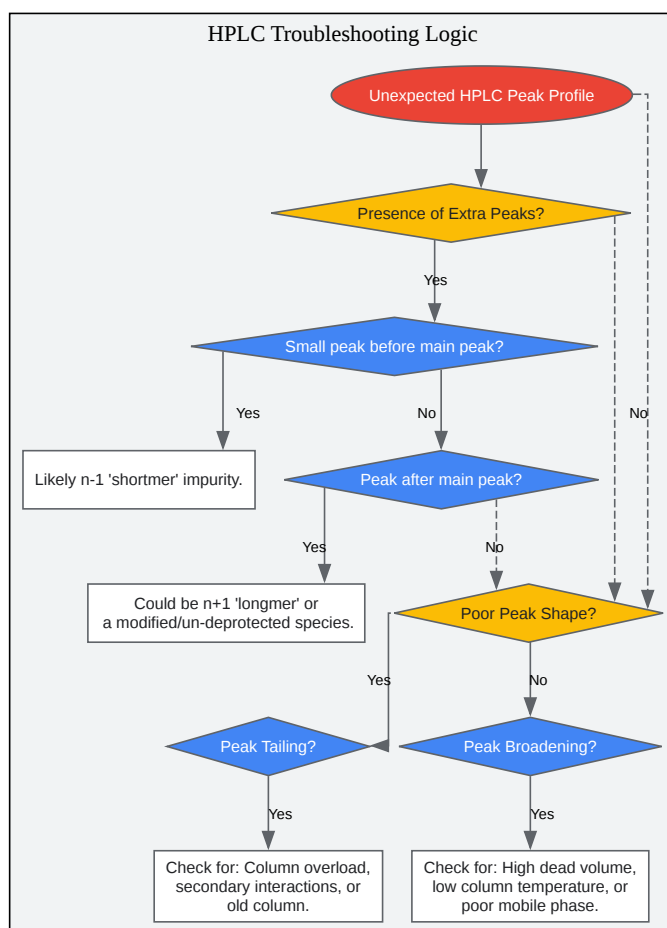 HPLC Troubleshooting Logic
Unexpected HPLC Peak Profile
Presence of Extra Peaks?
Yes
Small peak before main peak?
Yes
No
No
Likely n-1 'shortmer' impurity.
Peak after main peak?
Yes
No
Could be n+1 'longmer' or
a modified/un-deprotected species.
Poor Peak Shape?
Yes
No
Peak Tailing?
Peak Broadening?
Yes
Yes
Check for: Column overload,
secondary interactions, or
old column.
Check for: High dead volume,
low column temperature, or
poor mobile phase.